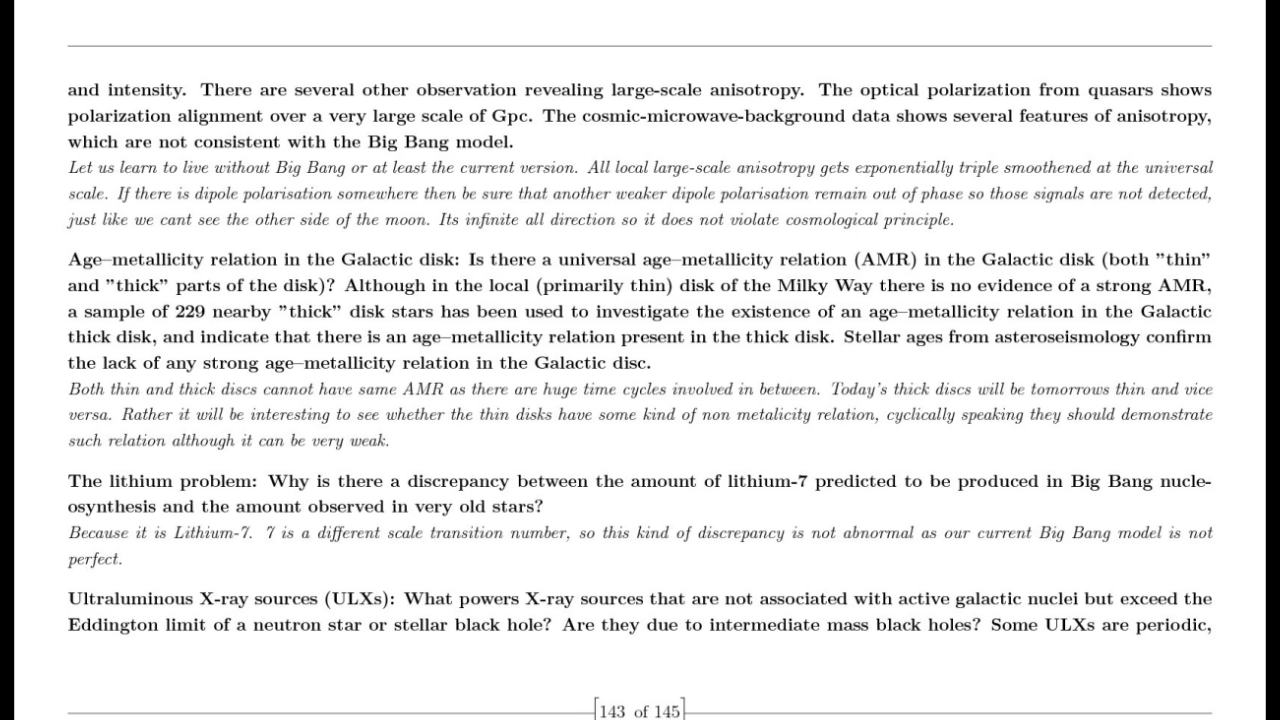 and intensity. There are several other observation revealing large-scale anisotropy. The optical polarization from quasars shows
polarization alignment over a very large scale of Gpc. The cosmic-microwave-background data shows several features of anisotropy,
which are not consistent with the Big Bang model.
Let us learn to live without Big Bang or at least the current version. All local large-scale anisotropy gets exponentially triple smoothened at the universal
scale. If there is dipole polarisation somewhere then be sure that another weaker dipole polarisation remain out of phase so those signals are not detected,
just like we cant see the other side of the moon. Its infinite all direction so it does not violate cosmological principle.
Age–metallicity relation in the Galactic disk: Is there a universal age–metallicity relation (AMR) in the Galactic disk (both "thin"
and "thick" parts of the disk)? Although in the local (primarily thin) disk of the Milky Way there is no evidence of a strong AMR,
a sample of 229 nearby "thick" disk stars has been used to investigate the existence of an age–metallicity relation in the Galactic
thick disk, and indicate that there is an age–metallicity relation present in the thick disk. Stellar ages from asteroseismology confirm
the lack of any strong age–metallicity relation in the Galactic disc.
Both thin and thick discs cannot have same AMR as there are huge time cycles involved in between. Today's thick discs will be tomorrows thin and vice
versa. Rather it will be interesting to see whether the thin disks have some kind of non metalicity relation, cyclically speaking they should demonstrate
such relation although it can be very weak.
The lithium problem: Why is there a discrepancy between the amount of lithium-7 predicted to be produced in Big Bang nucle-
osynthesis and the amount observed in very old stars?
Because it is Lithium-7. 7 is a different scale transition number, so this kind of discrepancy is not abnormal as our current Big Bang model is not
perfect.
Ultraluminous X-ray sources (ULXs): What powers X-ray sources that are not associated with active galactic nuclei but exceed the
Eddington limit of a neutron star or stellar black hole? Are they due to intermediate mass black holes? Some ULXs are periodic,
[143 of 145]